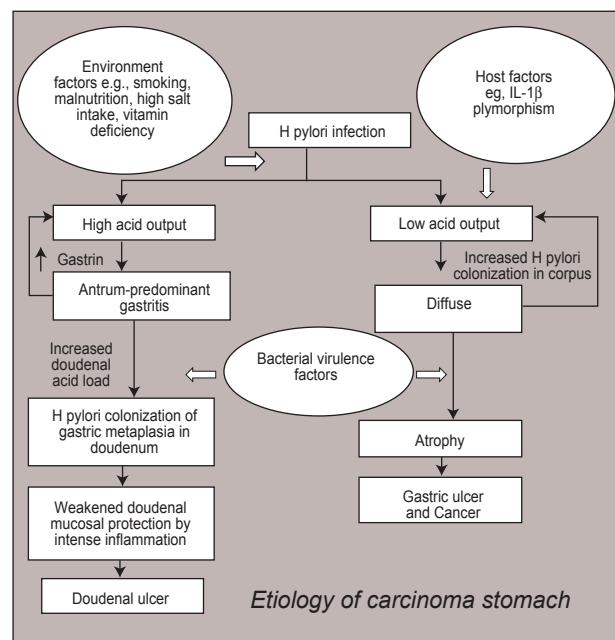 Environment
factors e.g., smoking,
malnutrition, high salt
intake, vitamin
deficiency
Host factors
eg, IL-1β
plymorphism
H pylori infection
High acid output
Low acid output
Gastrin
Increased H pylori
colonization in corpus
Antrum-predominant
gastritis
Diffuse
Increased
doudenal
acid load
Bacterial virulence
factors
H pylori colonization of
gastric metaplasia in
doudenum
Atrophy
Weakened doudenal
mucosal protection by
intense inflammation
Gastric ulcer
and Cancer
Doudenal ulcer
Etiology of carcinoma stomach